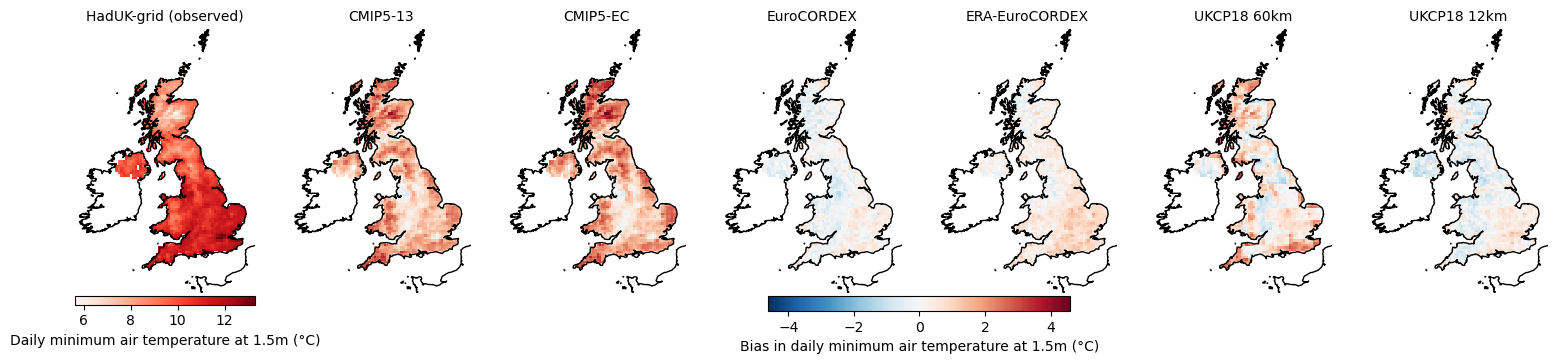 HadUK-grid (observed)
CMIP5-13
CMIP5-EC
EuroCORDEX
ERA-EuroCORDEX
UKCP18 60km
UKCP18 12km
6 8 10 12
Daily minimum air temperature at 1.5m (°C)
−4 −2 0 2 4
Bias in daily minimum air temperature at 1.5m (°C)